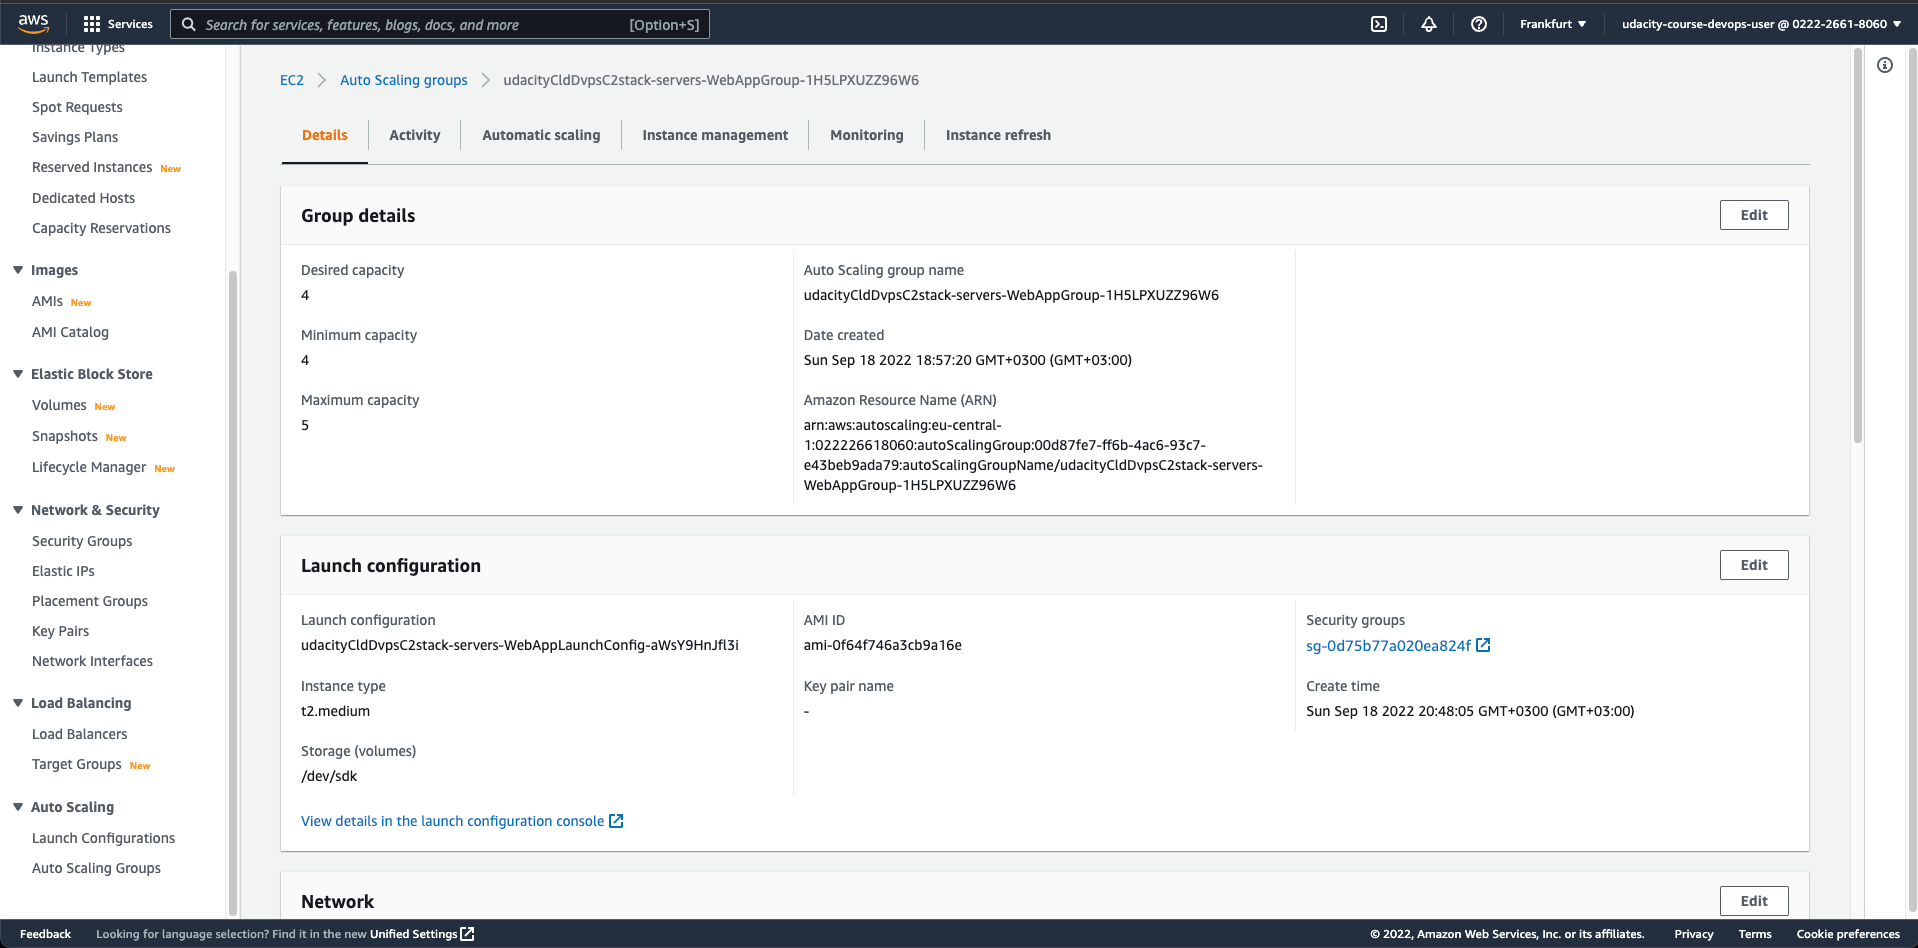 aws
Services
Search for services, features, blogs, docs, and more
[Option+S]
Frankfurt
udacity-course-devops-user @ 0222-2661-8060
Instance Types
Launch Templates
Spot Requests
Savings Plans
Reserved Instances New
Dedicated Hosts
Capacity Reservations
Images
AMIs New
AMI Catalog
Elastic Block Store
Volumes New
Snapshots New
Lifecycle Manager New
Network & Security
Security Groups
Elastic IPs
Placement Groups
Key Pairs
Network Interfaces
Load Balancing
Load Balancers
Target Groups New
Auto Scaling
Launch Configurations
Auto Scaling Groups
EC2 Auto Scaling groups udacityCldDvpsC2stack-servers-WebAppGroup-1H5LPXUZZ96W6
Details Activity Automatic scaling Instance management Monitoring Instance refresh
Group details
Edit
Desired capacity
4
Minimum capacity
4
Maximum capacity
5
Auto Scaling group name
udacityCldDvpsC2stack-servers-WebAppGroup-1H5LPXUZZ96W6
Date created
Sun Sep 18 2022 18:57:20 GMT+0300 (GMT+03:00)
Amazon Resource Name (ARN)
arn:aws:autoscaling:eu-central-
1:022226618060:autoScalingGroup:00d87fe7-ff6b-4ac6-93c7-
e43beb9ada79:autoScalingGroupName/udacityCldDvpsC2stack-servers-
WebAppGroup-1H5LPXUZZ96W6
Launch configuration
Edit
Launch configuration
udacityCldDvpsC2stack-servers-WebAppLaunchConfig-aWsY9HnJfl3i
Instance type
t2.medium
Storage (volumes)
/dev/sdk
AMI ID
ami-0f64f746a3cb9a16e
Key pair name
-
Security groups
sg-0d75b77a020ea824f
Create time
Sun Sep 18 2022 20:48:05 GMT+0300 (GMT+03:00)
View details in the launch configuration console
Network
Edit
Feedback
Looking for language selection? Find it in the new Unified Settings
© 2022, Amazon Web Services, Inc. or its affiliates.
Privacy
Terms
Cookie preferences